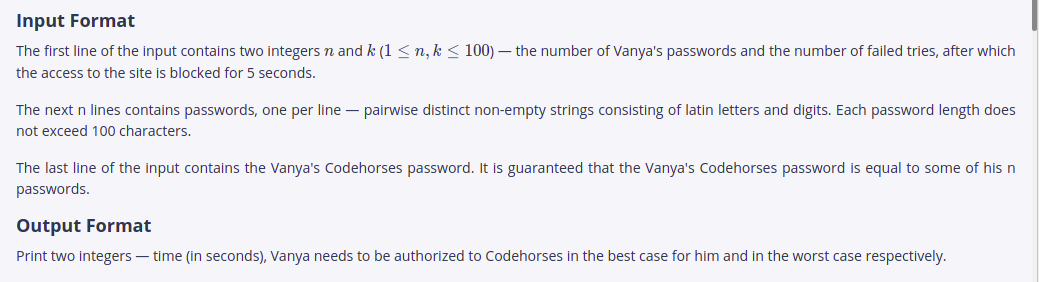 Input Format
The first line of the input contains two integers n and k (1 ≤ n, k ≤ 100) — the number of Vanya's passwords and the number of failed tries, after which
the access to the site is blocked for 5 seconds.
The next n lines contains passwords, one per line — pairwise distinct non-empty strings consisting of latin letters and digits. Each password length does
not exceed 100 characters.
The last line of the input contains the Vanya's Codehorses password. It is guaranteed that the Vanya's Codehorses password is equal to some of his n
passwords.
Output Format
Print two integers — time (in seconds), Vanya needs to be authorized to Codehorses in the best case for him and in the worst case respectively.